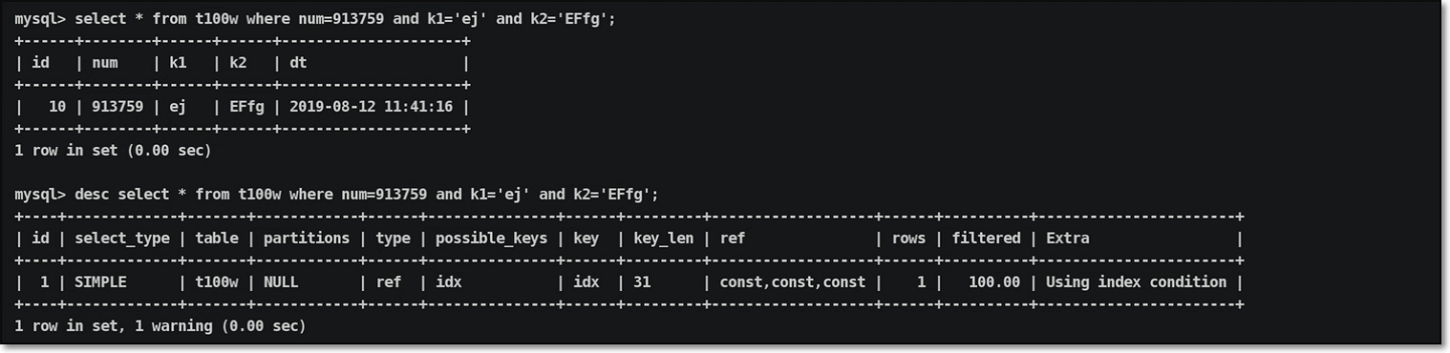 mysql> select * from t100w where num=913759 and k1='ej' and k2='EFfg';
+------+--------+------+------+---------------------+
| id   | num    | k1   | k2   | dt                  |
+------+--------+------+------+---------------------+
|   10 | 913759 | ej   | EFfg | 2019-08-12 11:41:16 |
+------+--------+------+------+---------------------+
1 row in set (0.00 sec)
mysql> desc select * from t100w where num=913759 and k1='ej' and k2='EFfg';
+----+-------------+-------+------------+------+---------------+------+---------+-------------------+------+----------+-----------------------+
| id | select_type | table | partitions | type | possible_keys | key  | key_len | ref               | rows | filtered | Extra                 |
+----+-------------+-------+------------+------+---------------+------+---------+-------------------+------+----------+-----------------------+
|  1 | SIMPLE      | t100w | NULL       | ref  | idx           | idx  | 31      | const,const,const |    1 |   100.00 | Using index condition |
+----+-------------+-------+------------+------+---------------+------+---------+-------------------+------+----------+-----------------------+
1 row in set, 1 warning (0.00 sec)